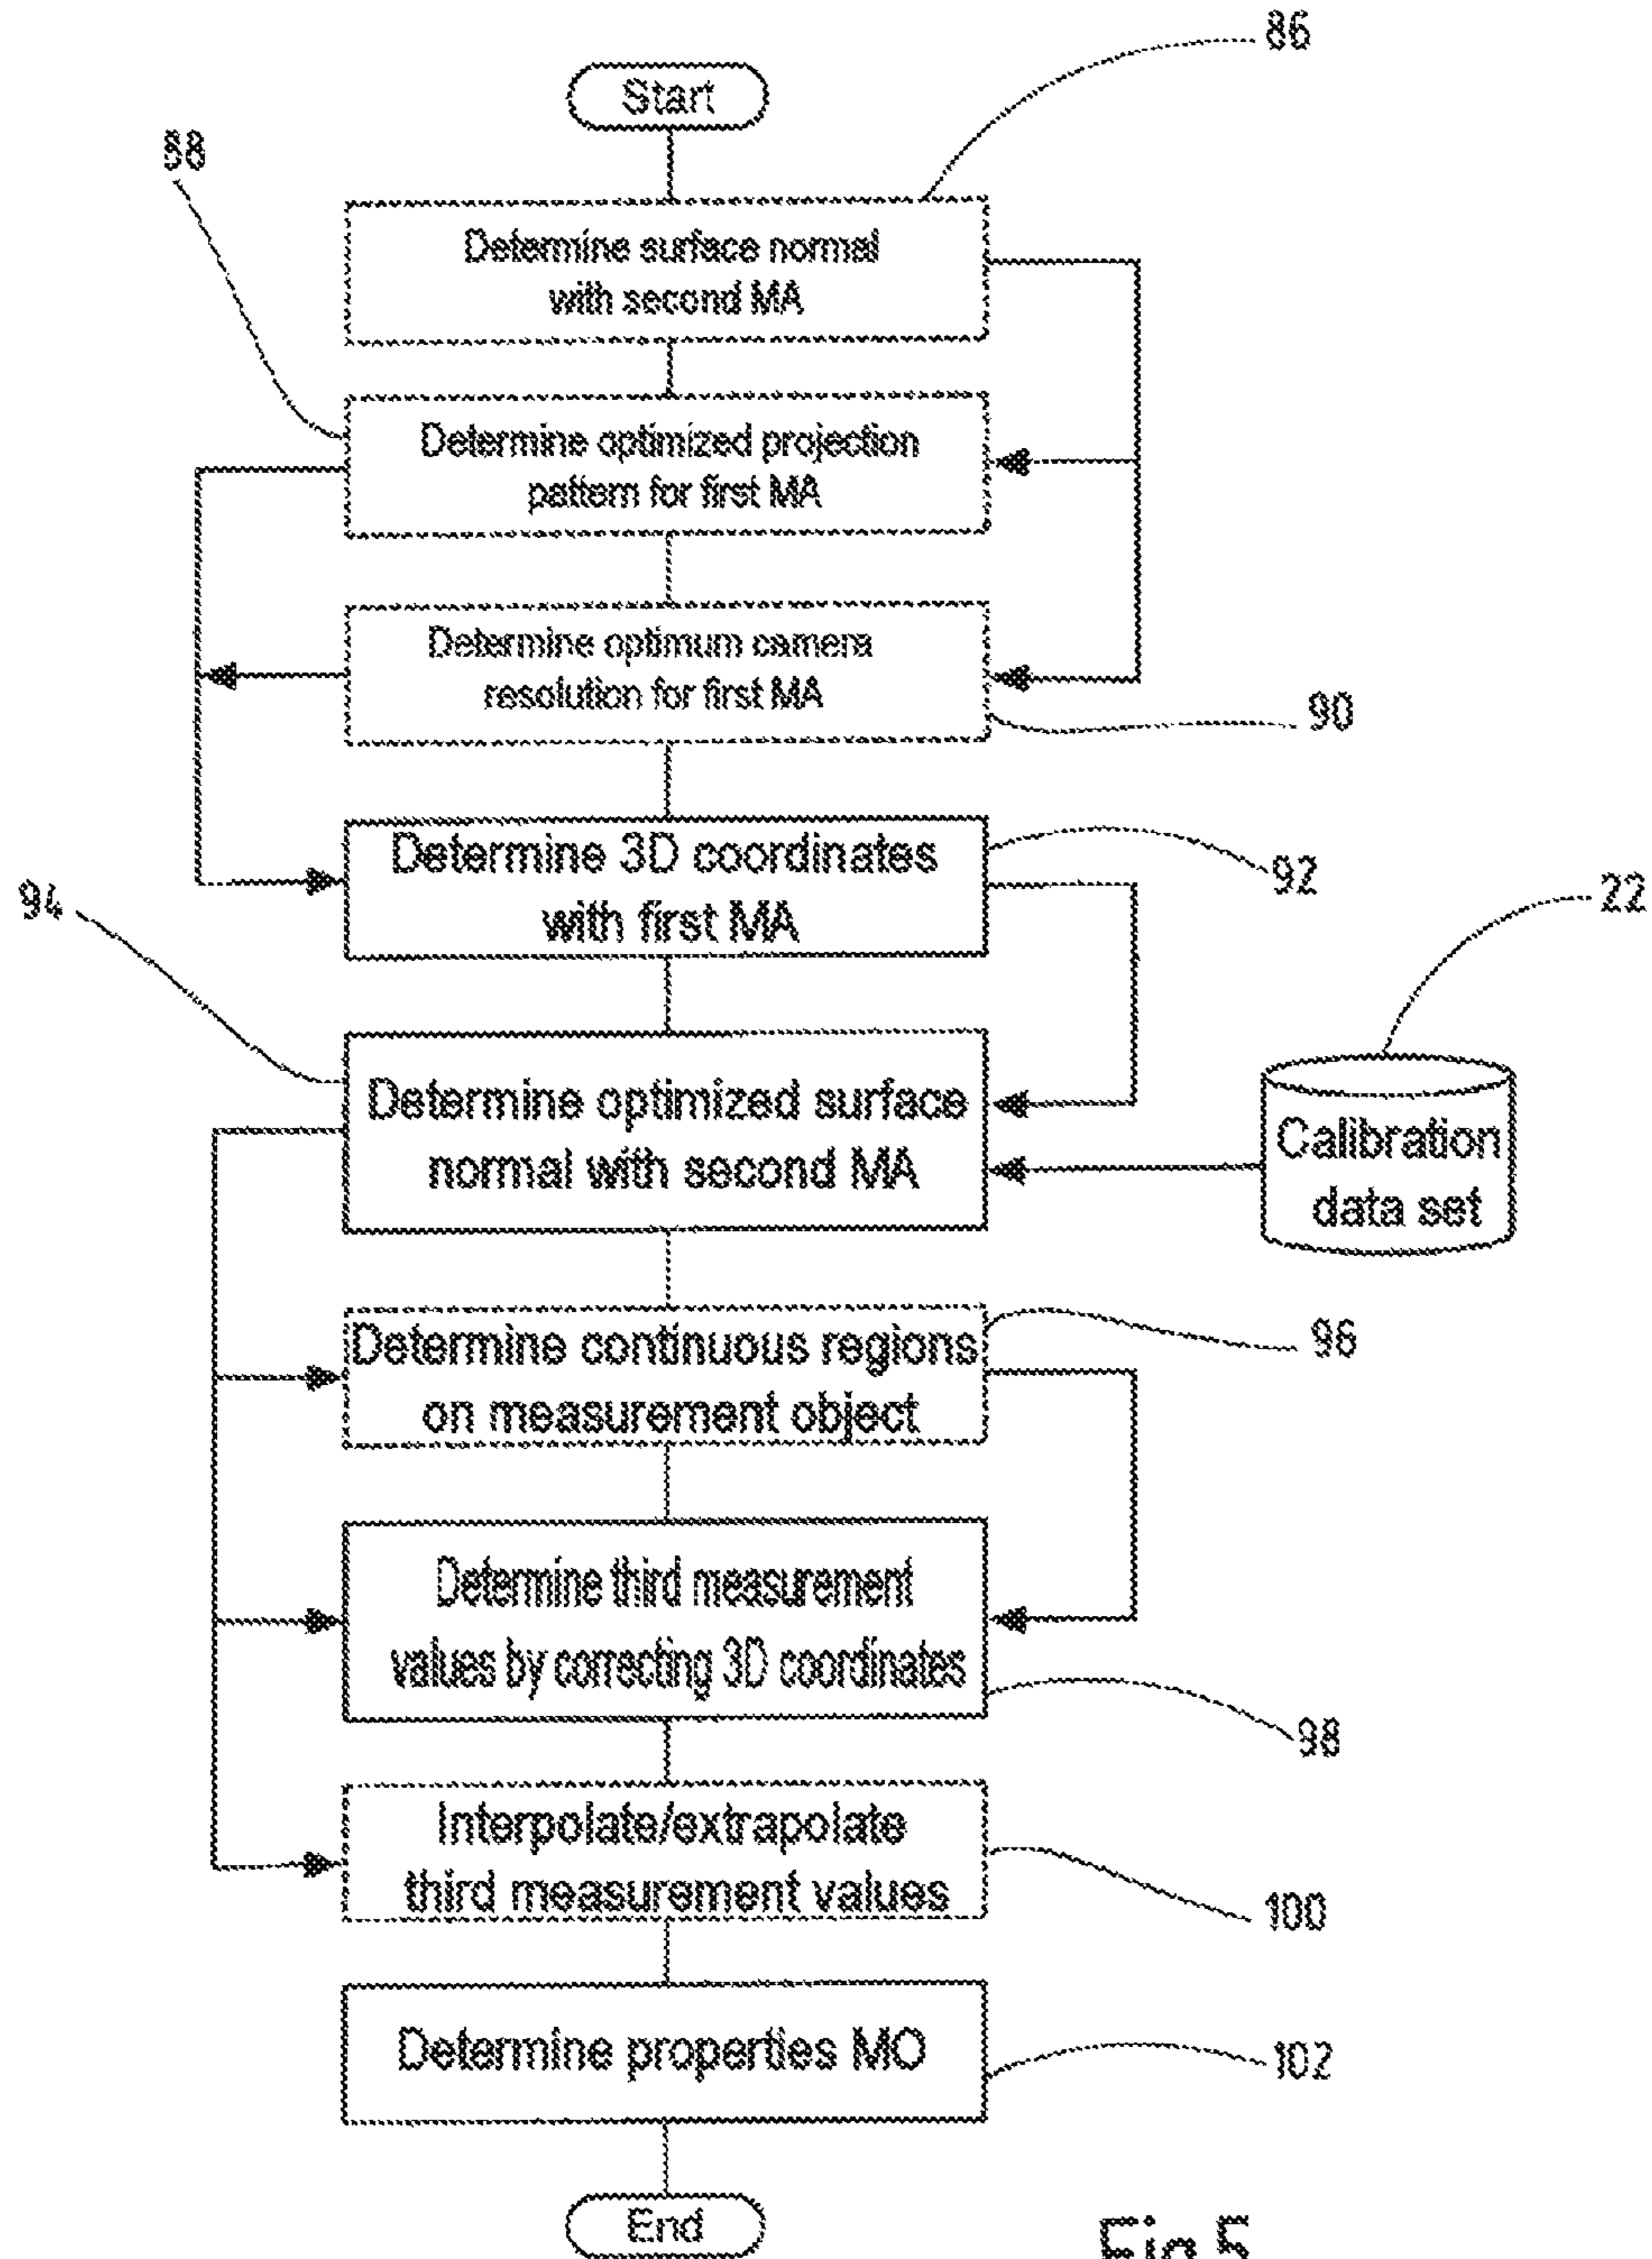 86
Start
88
Determine surface normal
with second MA
Determine optimized projection
pattern for first MA
Determine optimum camera
resolution for first MA
90
Determine 3D coordinates
with first MA
92
22
94
Determine optimized surface
normal with second MA
Calibration
data set
Determine continuous regions
on measurement object
96
Determine third measurement
values by correcting 3D coordinates
98
Interpolate/extrapolate
third measurement values
100
Determine properties MO
102
End
Fig.5